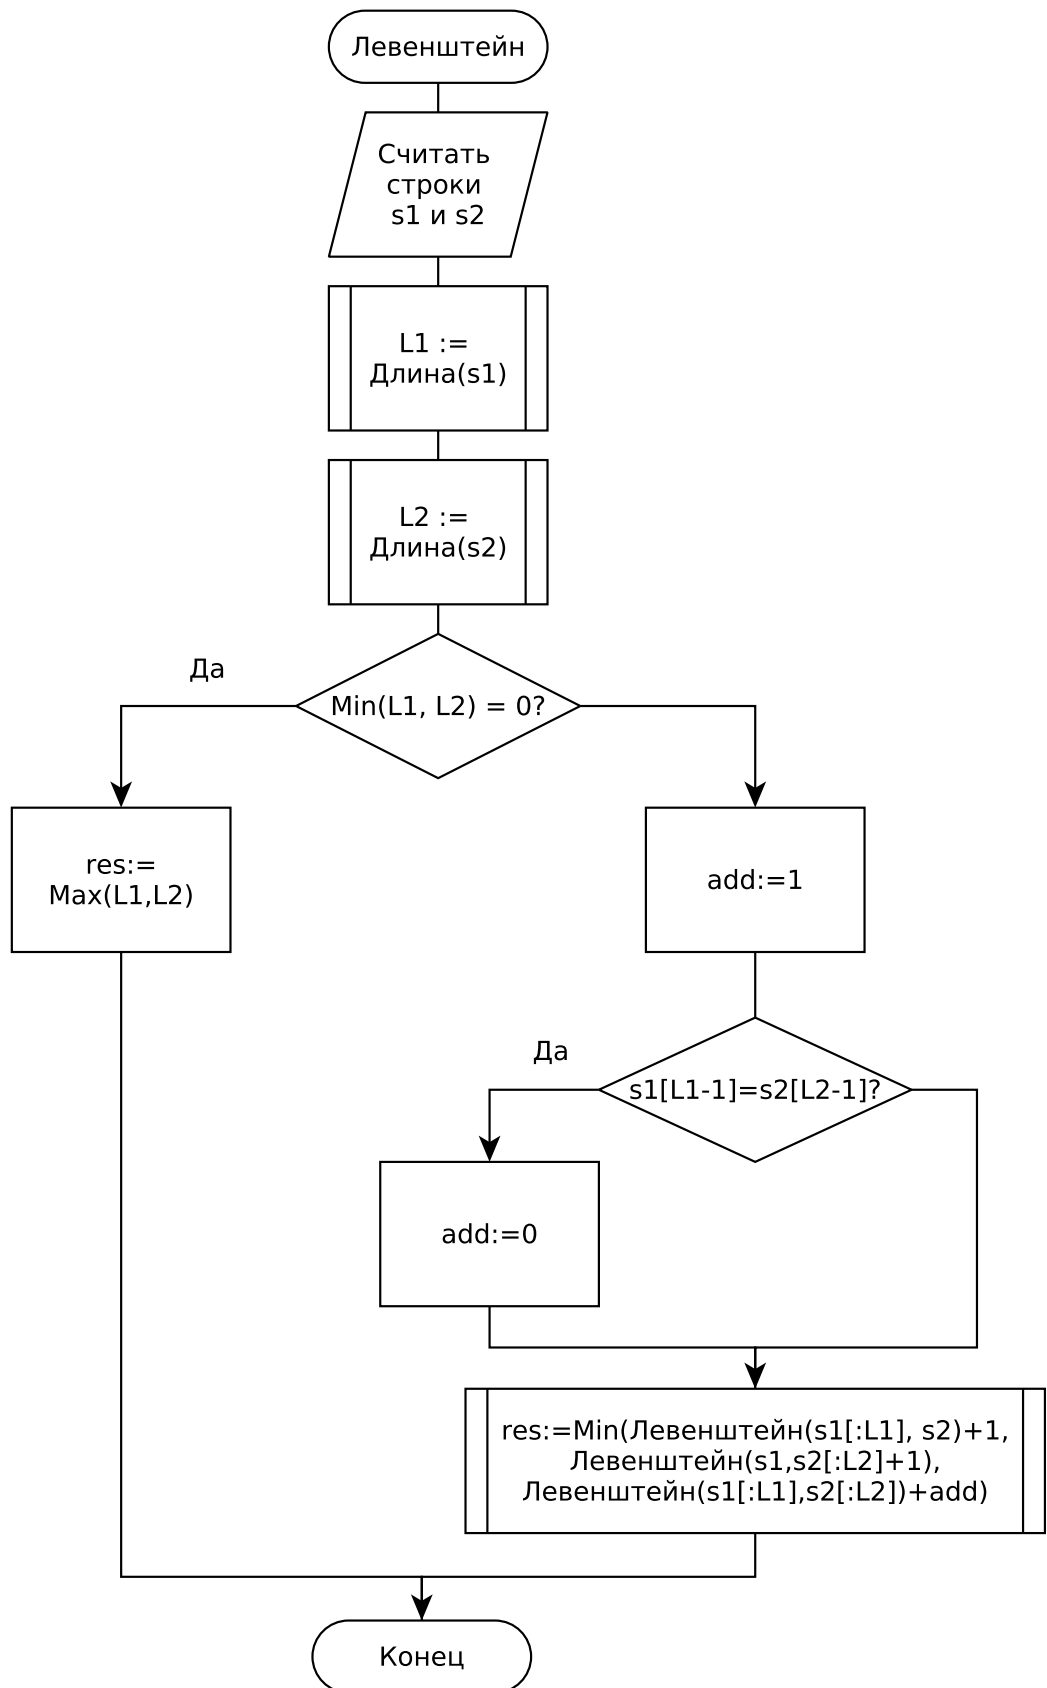 Левенштейн
Считать
строки
s1 и s2
L1 :=
Длина(s1)
L2 :=
Длина(s2)
Да
Min(L1, L2) = 0?
res:=
Max(L1,L2)
add:=1
Да
s1[L1-1]=s2[L2-1]?
add:=0
res:=Min(Левенштейн(s1[:L1], s2)+1,
Левенштейн(s1,s2[:L2]+1),
Левенштейн(s1[:L1],s2[:L2])+add)
Конец